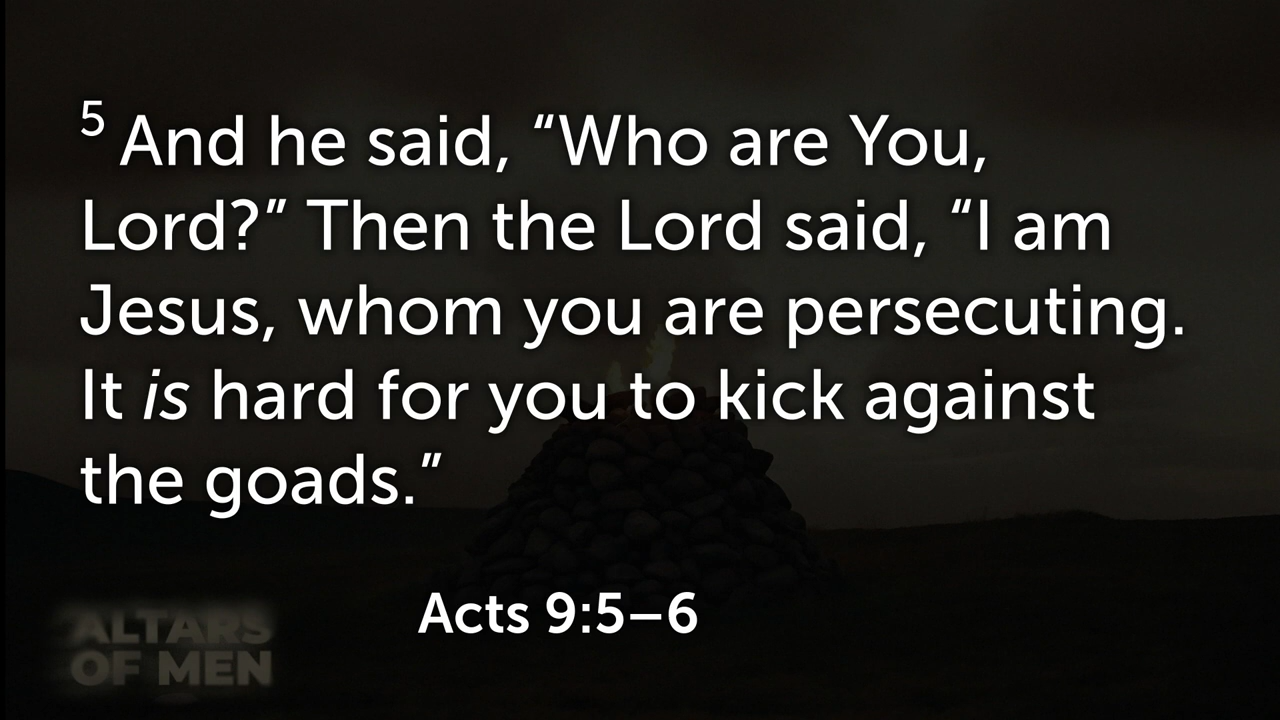 5 And he said, “Who are You,
Lord?” Then the Lord said, “I am
Jesus, whom you are persecuting.
It is hard for you to kick against
the goads.”
Acts 9:5–6
ALTARS
OF MEN